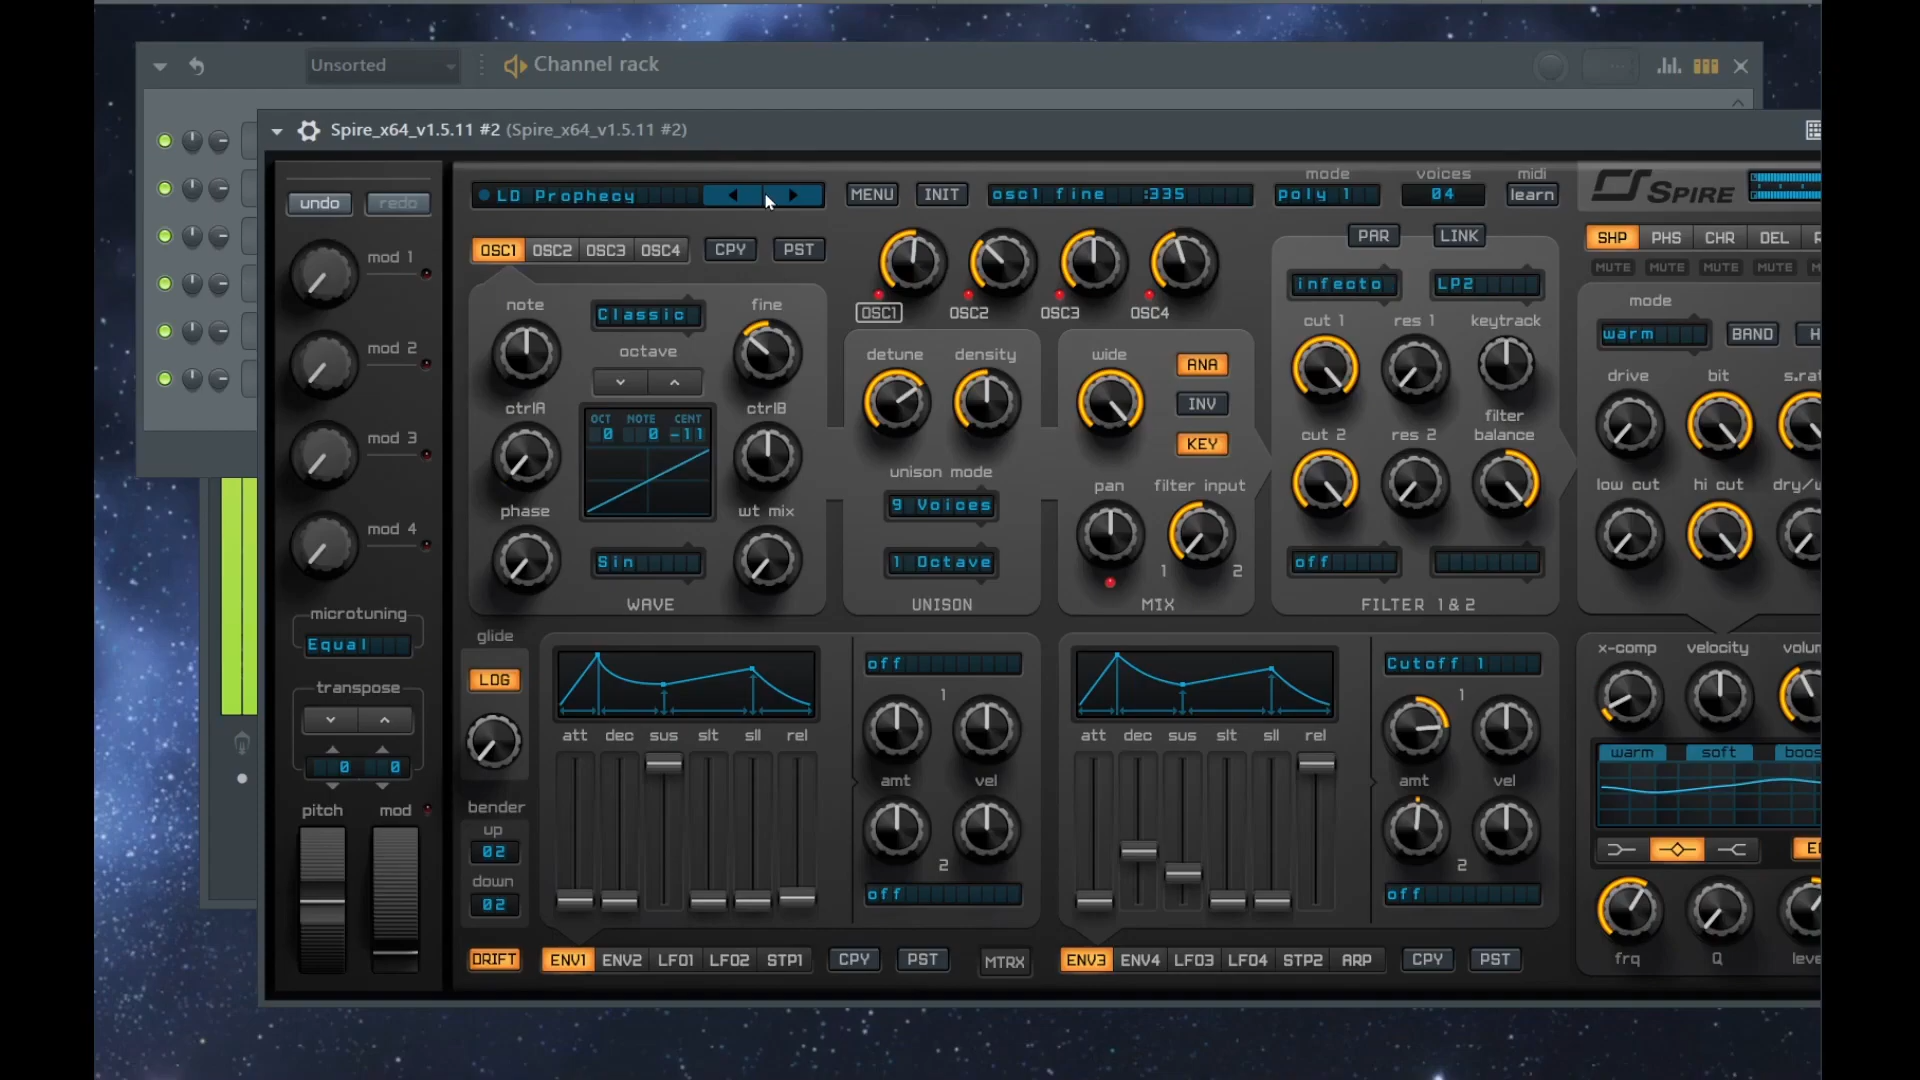 Unsorted
Channel rack
Spire_x64_v1.5.11 #2 (Spire_x64_v1.5.11 #2)
undo redo
LD Prophecy
MENU INIT
osc1 fine :335
mode voices midi
poly 1 04 learn
Spire
OSC1 OSC2 OSC3 OSC4 CPY PST
OSC1 OSC2 OSC3 OSC4
PAR LINK
SHP PHS CHR DEL
MUTE MUTE MUTE MUTE
mod 1
mod 2
mod 3
mod 4
note Classic fine
octave
ctrlA ctrlB
OCT NOTE CENT
0 0 -11
phase wt mix
Sin
WAVE
detune density
unison mode
9 Voices
1 Octave
UNISON
wide ANA
INV
KEY
pan filter input
1 2
MIX
infecto LP2
cut 1 res 1 keytrack
cut 2 res 2 filter balance
off
FILTER 1&2
mode
warm BAND
drive bit
low cut hi cut
microtuning
Equal
transpose
0 0
pitch mod
glide
LOG
bender
up
02
down
02
DRIFT
att dec sus slt sll rel
off
1
amt vel
2
off
ENV1 ENV2 LFO1 LFO2 STP1 CPY PST MTRX
att dec sus slt sll rel
Cutoff 1
1
amt vel
2
off
ENV3 ENV4 LFO3 LFO4 STP2 ARP CPY PST
x-comp velocity
warm soft
frq Q